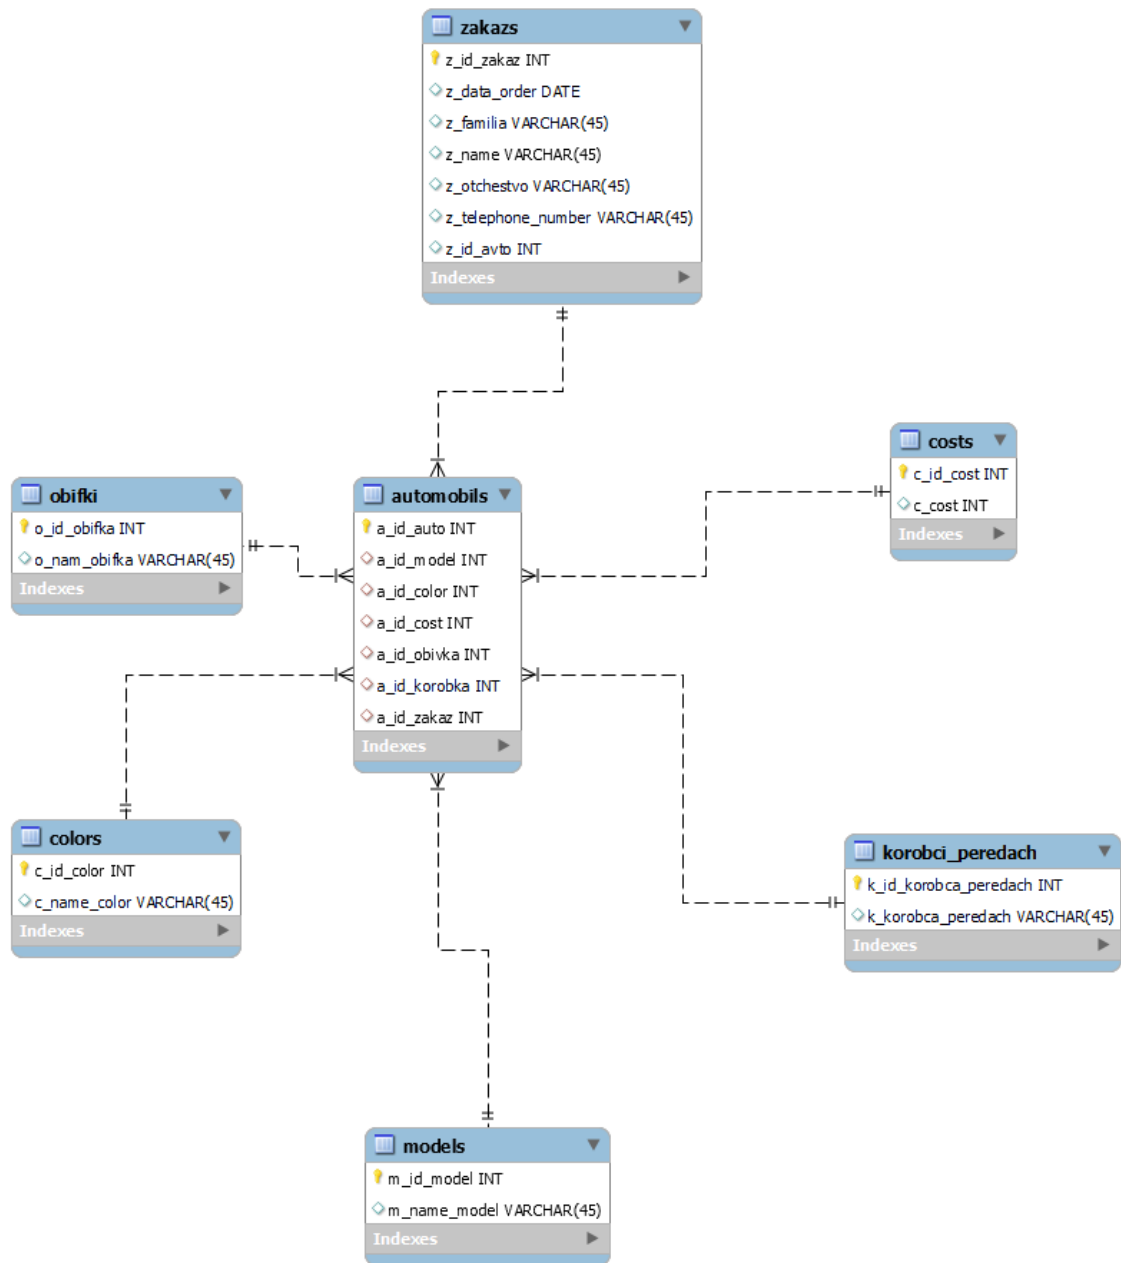 zakazs
z_id_zakaz INT
z_data_order DATE
z_familia VARCHAR(45)
z_name VARCHAR(45)
z_otchestvo VARCHAR(45)
z_telephone_number VARCHAR(45)
z_id_avto INT
Indexes
costs
c_id_cost INT
c_cost INT
Indexes
obifki
o_id_obifka INT
o_nam_obifka VARCHAR(45)
Indexes
automobils
a_id_auto INT
a_id_model INT
a_id_color INT
a_id_cost INT
a_id_obivka INT
a_id_korobka INT
a_id_zakaz INT
Indexes
colors
c_id_color INT
c_name_color VARCHAR(45)
Indexes
korobci_peredach
k_id_korobca_peredach INT
k_korobca_peredach VARCHAR(45)
Indexes
models
m_id_model INT
m_name_model VARCHAR(45)
Indexes